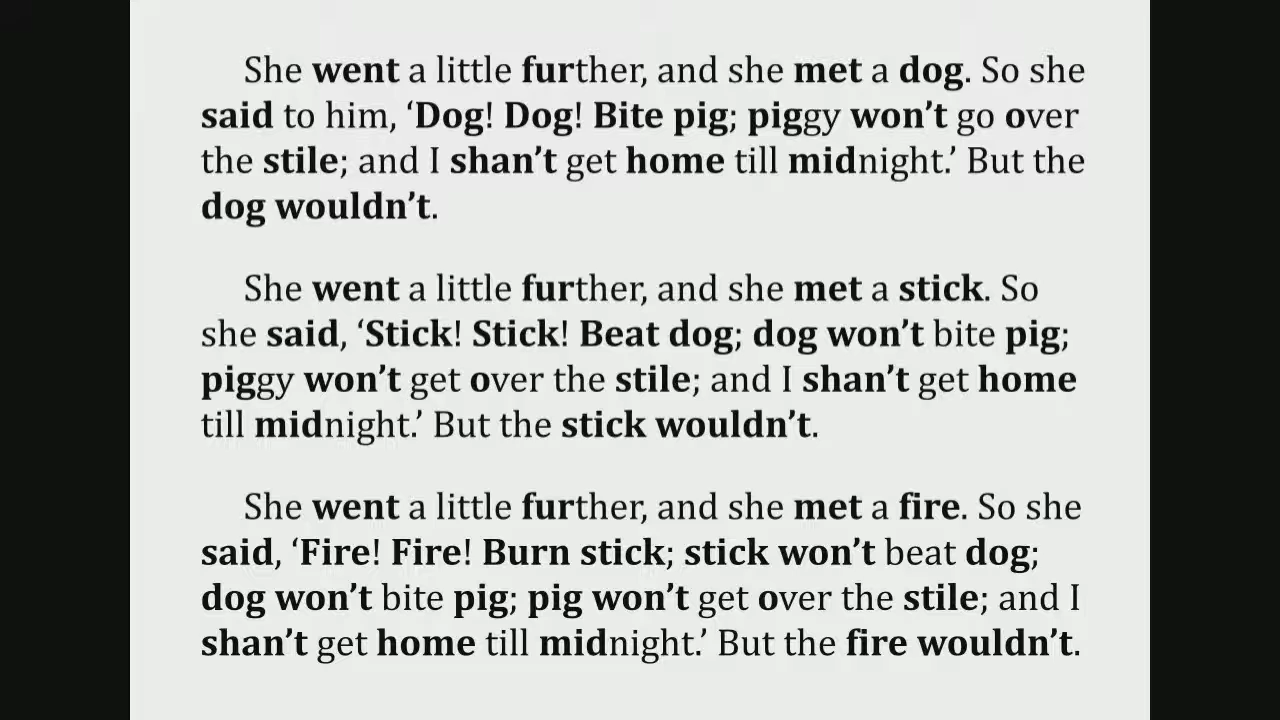 She went a little further, and she met a dog. So she
said to him, ‘Dog! Dog! Bite pig; piggy won’t go over
the stile; and I shan’t get home till midnight.’ But the
dog wouldn’t.
She went a little further, and she met a stick. So
she said, ‘Stick! Stick! Beat dog; dog won’t bite pig;
piggy won’t get over the stile; and I shan’t get home
till midnight.’ But the stick wouldn’t.
She went a little further, and she met a fire. So she
said, ‘Fire! Fire! Burn stick; stick won’t beat dog;
dog won’t bite pig; pig won’t get over the stile; and I
shan’t get home till midnight.’ But the fire wouldn’t.